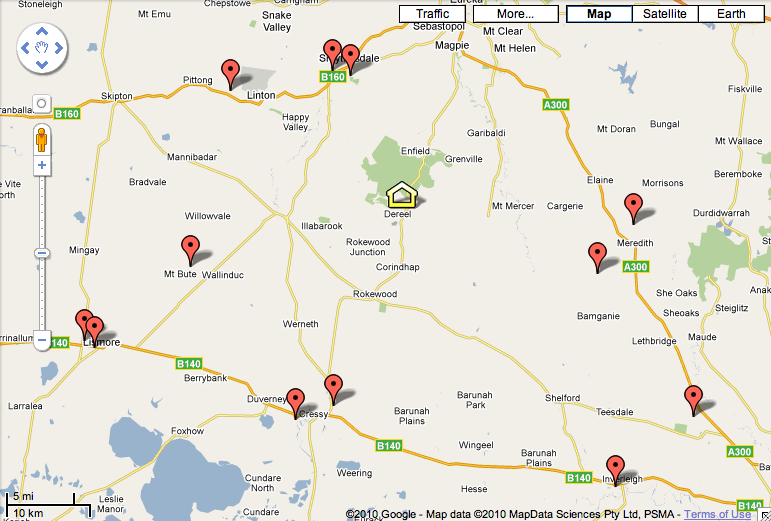 Stoneleigh
Chepstowe
Carngham
Eureka
Mt Emu
Snake
Valley
Sebastopol
Traffic
More...
Map
Satellite
Earth
Mt Clear
Magpie
Mt Helen
B160
Pittong
Linton
Skipton
B160
A300
Fiskville
Happy
Valley
Garibaldi
Mt Doran
Bungal
Mt Wallace
Enfield
Mannibadar
Grenville
Bradvale
Elaine
Morrisons
Beremboke
Willowvale
Dereel
Mt Mercer
Cargerie
Durdidwarrah
Illabarook
Mingay
Rokewood
Junction
Meredith
Mt Bute
Wallinduc
Corindhap
A300
Rokewood
She Oaks
Steiglitz
Bamganie
Sheoaks
Werneth
Maude
B140
Lismore
Lethbridge
B140
Berrybank
Larralea
Duverney
Cressy
Barunah
Park
Shelford
Barunah
Plains
Teesdale
Foxhow
B140
Wingeel
Barunah
Plains
A300
Weering
B140
Inverleigh
Cundare
North
Hesse
5 mi
Leslie
Manor
B140
10 km
Cundare
©2010 Google - Map data ©2010 MapData Sciences Pty Ltd, PSMA - Terms of Use